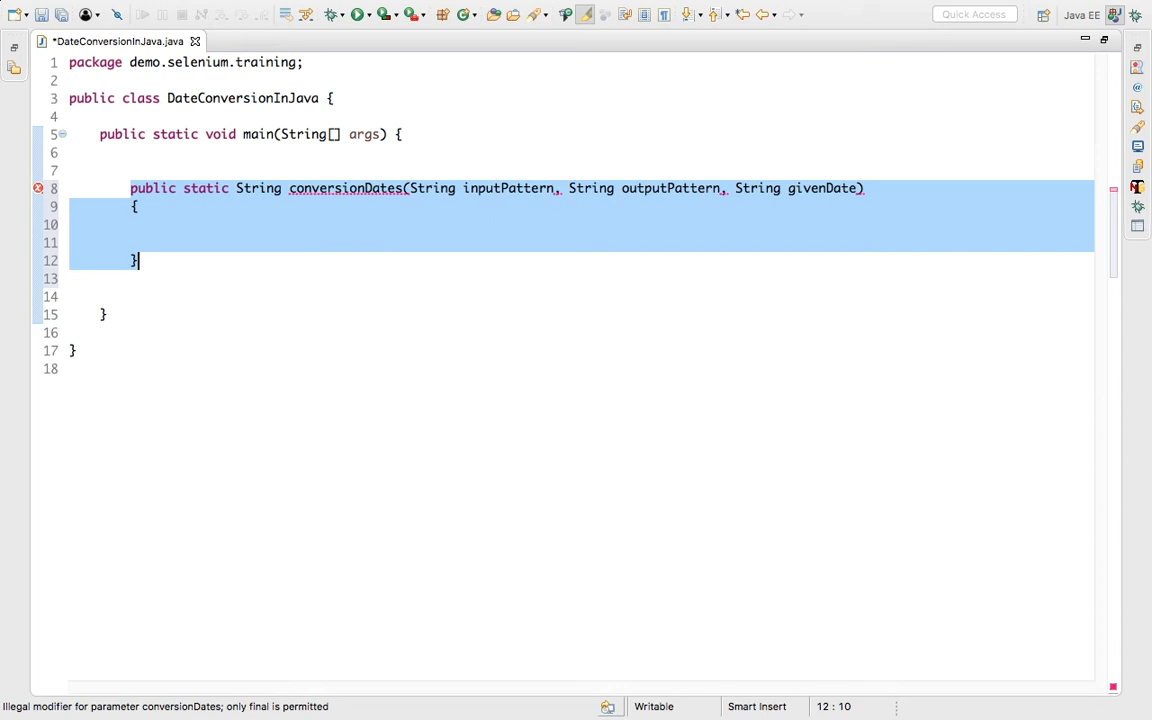 Quick Access
Java EE
*DateConversionInJava.java
1 package demo.selenium.training;
2
3 public class DateConversionInJava {
4
5 public static void main(String[] args) {
6
7
8 public static String conversionDates(String inputPattern, String outputPattern, String givenDate)
9 {
10
11
12 }
13
14
15 }
16
17 }
18
Illegal modifier for parameter conversionDates; only final is permitted
Writable
Smart Insert
12 : 10